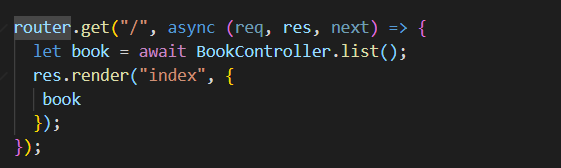 router.get("/", async (req, res, next) => {
  let book = await BookController.list();
  res.render("index", {
   book
  });
});